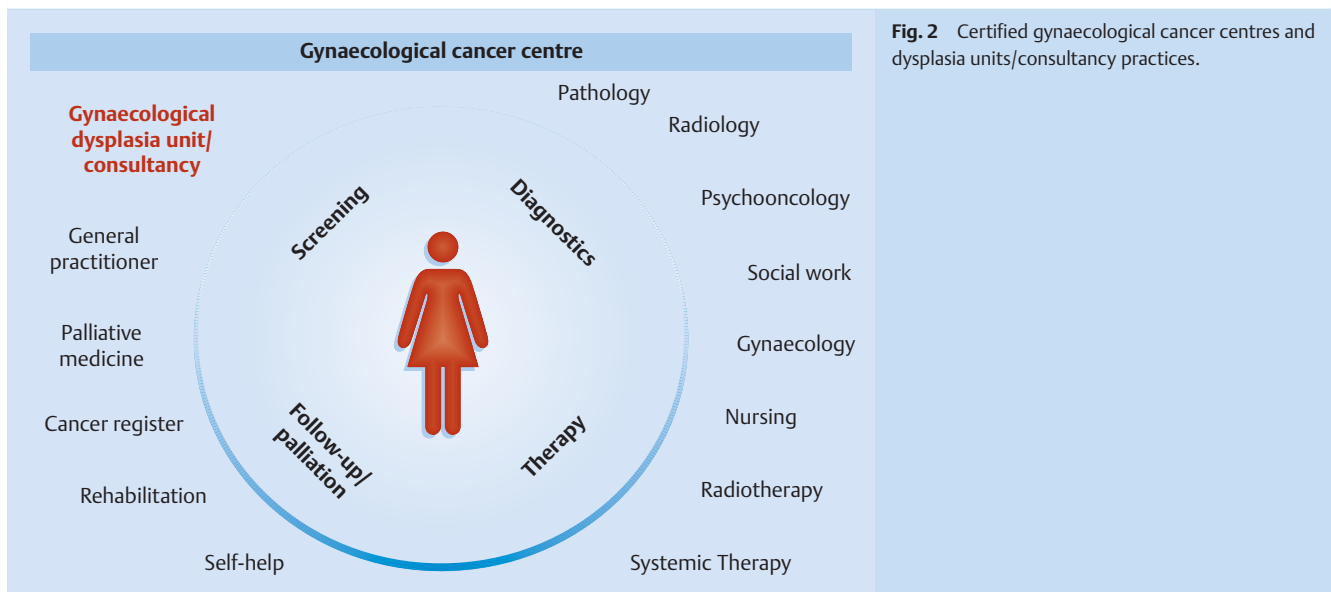 Gynaecological cancer centre
Gynaecological
dysplasia unit/
consultancy
General
practitioner
Palliative
medicine
Cancer register
Rehabilitation
Self-help
Screening
Diagnostics
Follow-up/
palliation
Therapy
Pathology
Radiology
Psychooncology
Social work
Gynaecology
Nursing
Radiotherapy
Systemic Therapy
Fig. 2 Certified gynaecological cancer centres and
dysplasia units/consultancy practices.